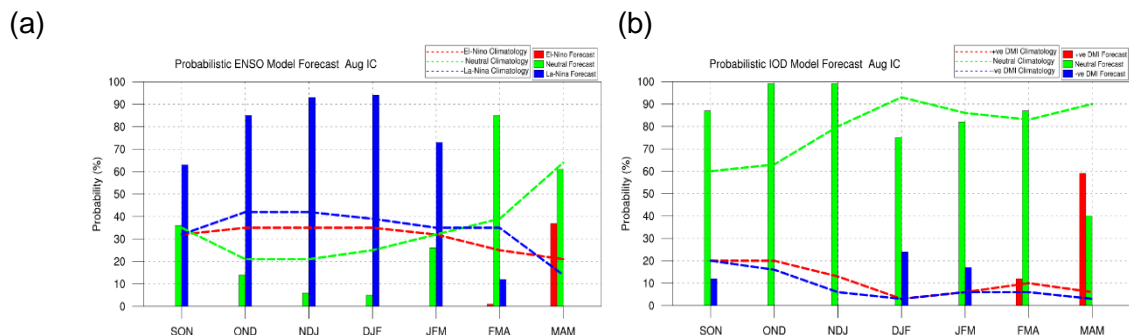 (a)
El-Nino Climatology
Neutral Climatology
La-Nina Climatology
El-Nino Forecast
Neutral Forecast
La-Nina Forecast
Probabilistic ENSO Model Forecast Aug IC
Probability (%)
100
90
80
70
60
50
40
30
20
10
0
SON OND NDJ DJF JFM FMA MAM
(b)
+ve DMI Climatology
Neutral Climatology
-ve DMI Climatology
+ve DMI Forecast
Neutral Forecast
-ve DMI Forecast
Probabilistic IOD Model Forecast Aug IC
Probability (%)
100
90
80
70
60
50
40
30
20
10
0
SON OND NDJ DJF JFM FMA MAM